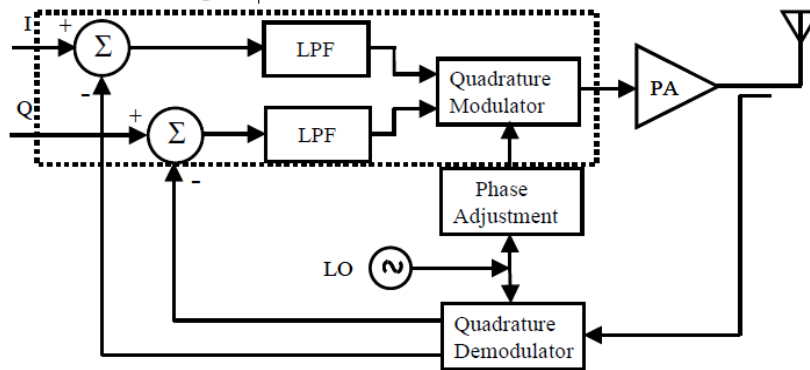 I
+
Σ
-
LPF
Quadrature
Modulator
PA
Q
+
Σ
-
LPF
Phase
Adjustment
LO
~
Quadrature
Demodulator